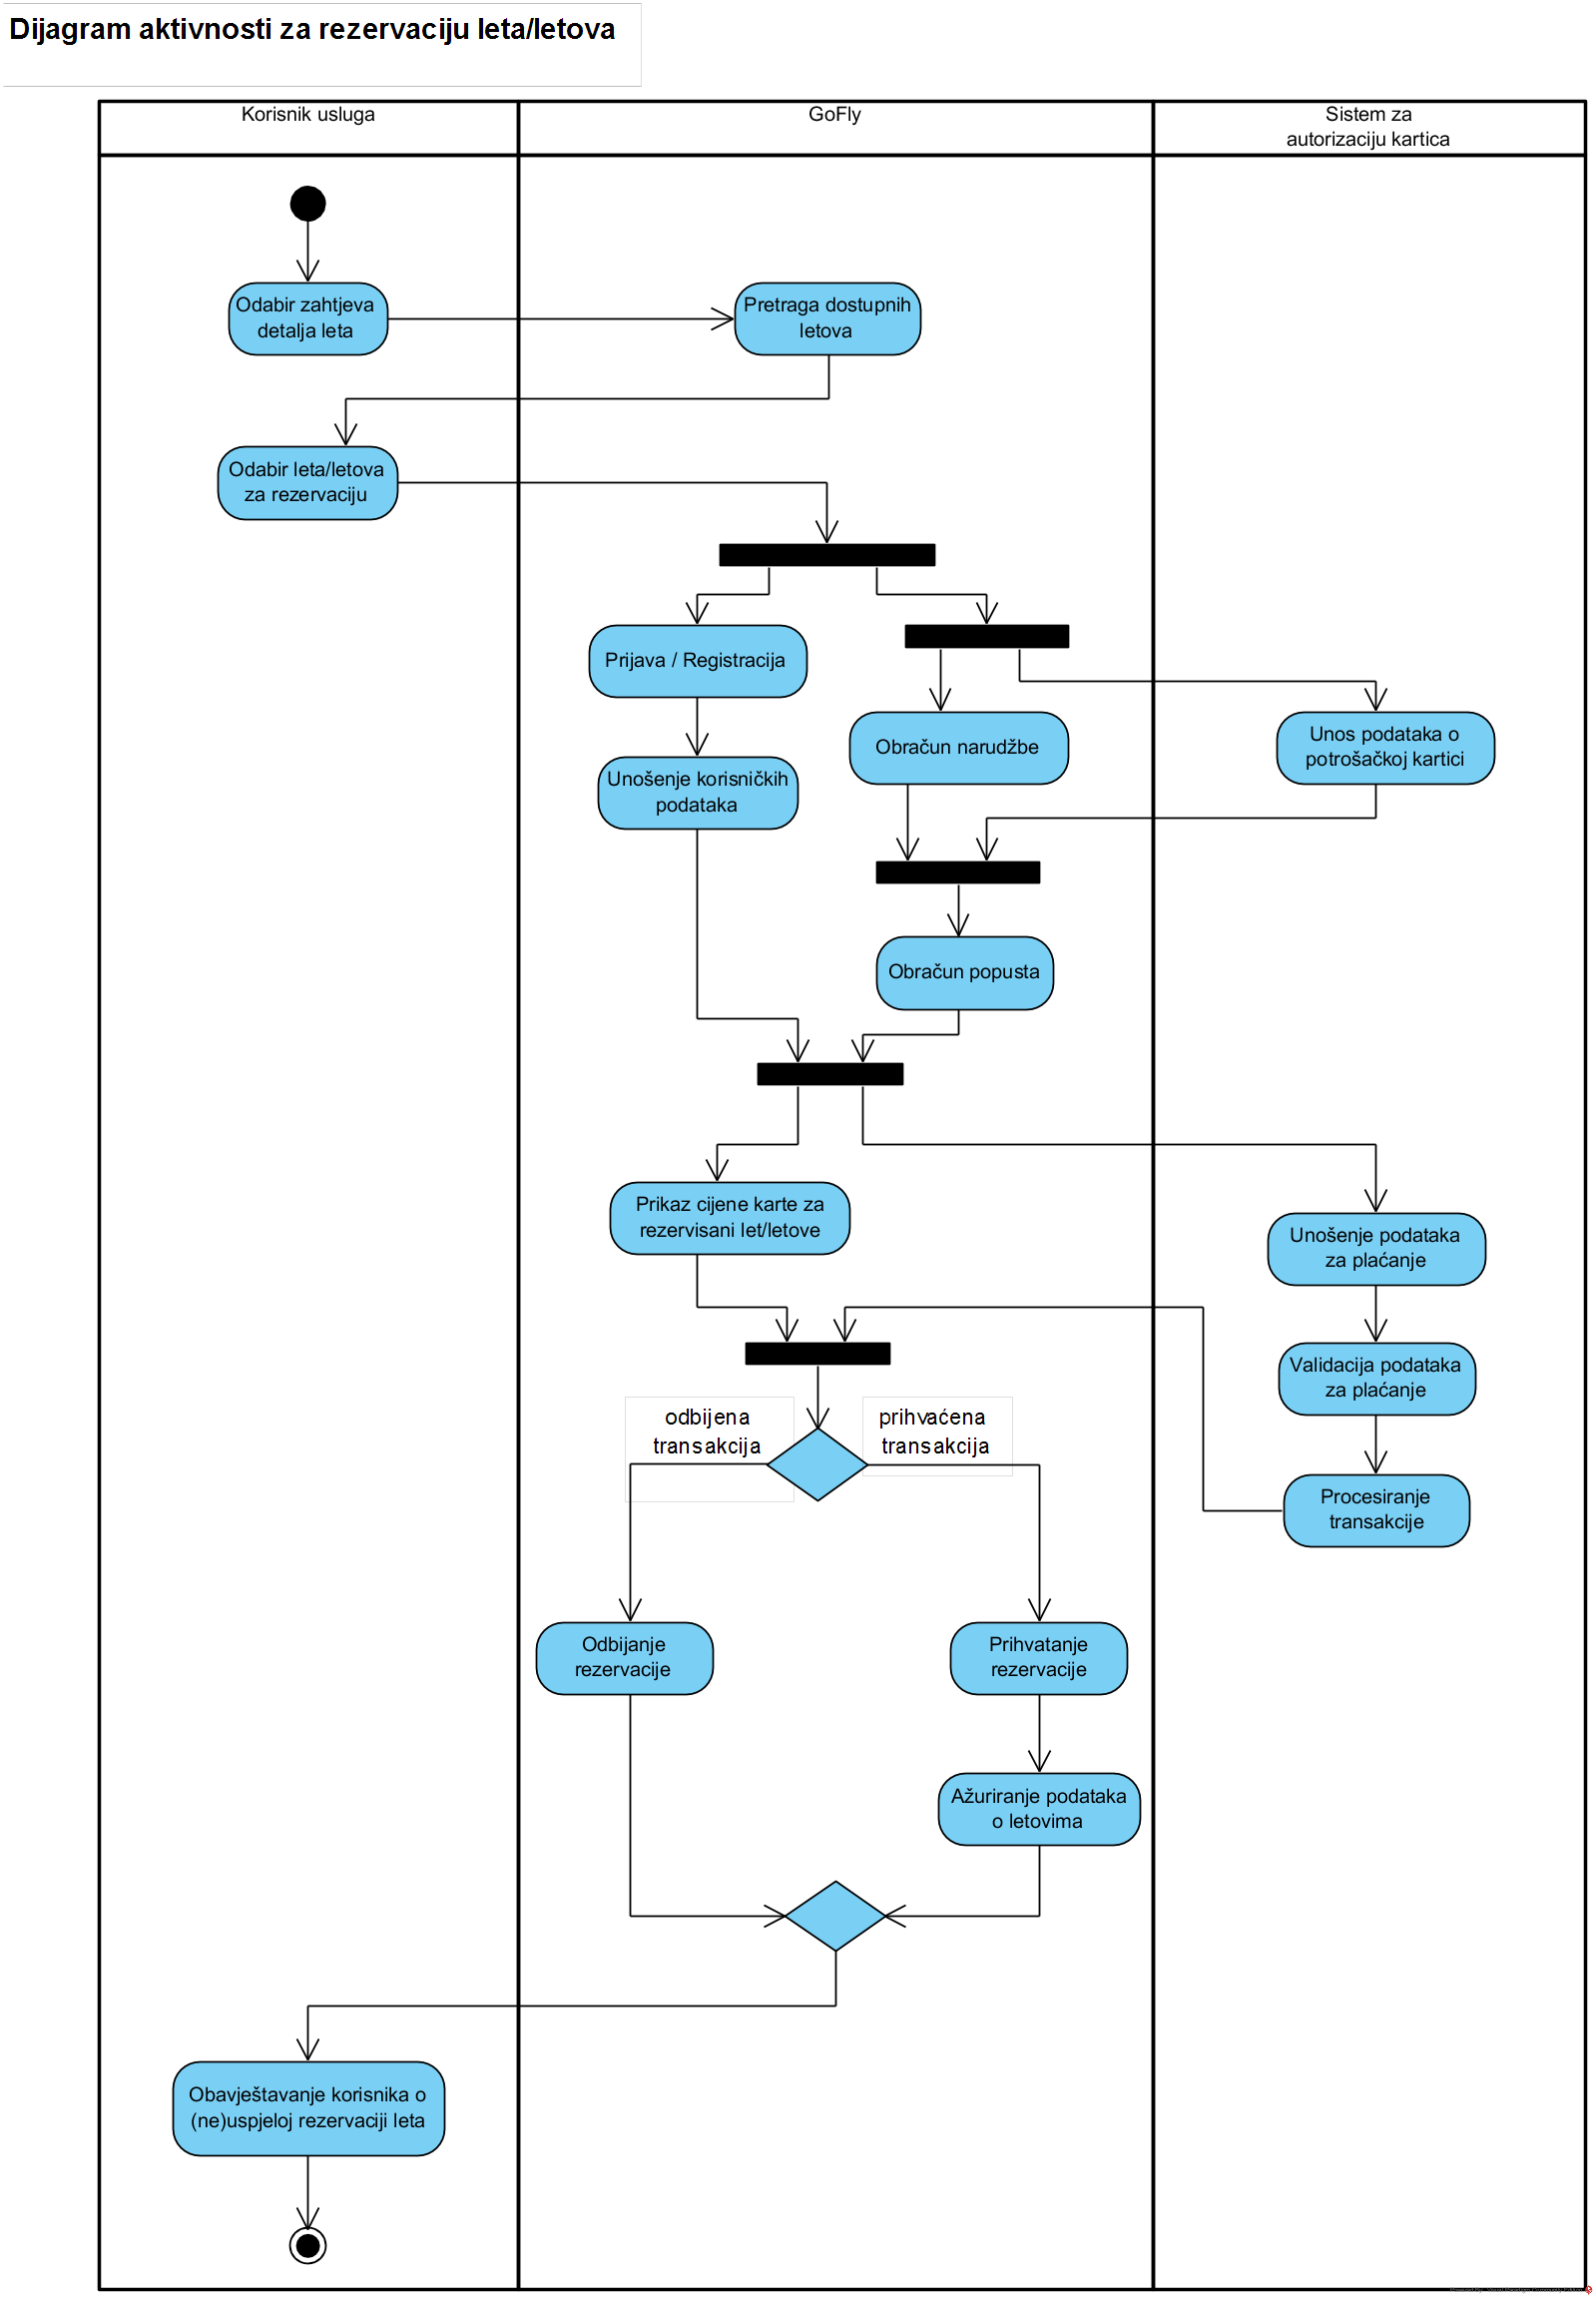 Dijagram aktivnosti za rezervaciju leta/letova
Korisnik usluga
GoFly
Sistem za
autorizaciju kartica
Odabir zahtjeva
detalja leta
Pretraga dostupnih
letova
Odabir leta/letova
za rezervaciju
Prijava / Registracija
Obračun narudžbe
Unos podataka o
potrošačkoj kartici
Unošenje korisničkih
podataka
Obračun popusta
Prikaz cijene karte za
rezervisani let/letove
Unošenje podataka
za plaćanje
Validacija podataka
za plaćanje
odbijena
transakcija
prihvaćena
transakcija
Procesiranje
transakcije
Odbijanje
rezervacije
Prihvatanje
rezervacije
Ažuriranje podataka
o letovima
Obavještavanje korisnika o
(ne)uspjeloj rezervaciji leta